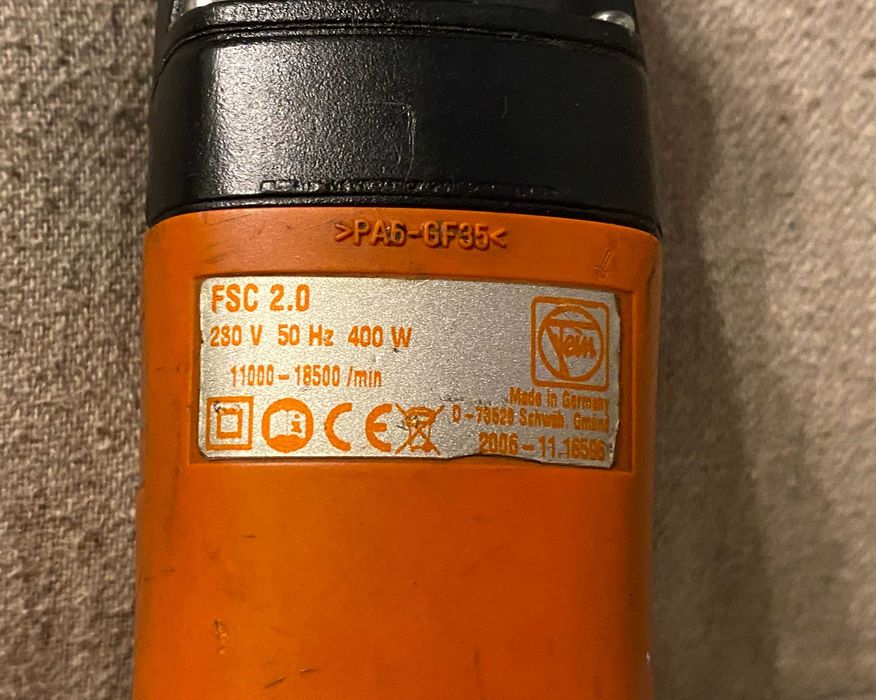 >PA6-GF35<
FSC 2.0
230 V 50 Hz 400 W
11000-18500 /min
Fein
Made in Germany
D-73529 Schwäb. Gmünd
2006-11.
CE